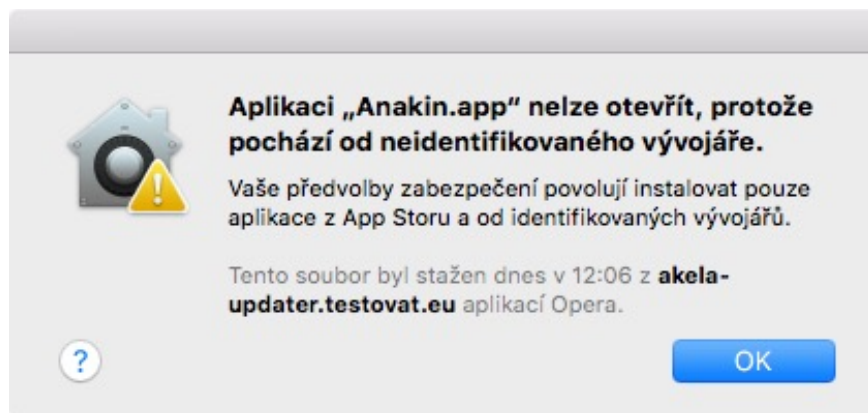 Aplikaci „Anakin.app“ nelze otevřít, protože
pochází od neidentifikovaného vývojáře.
Vaše předvolby zabezpečení povolují instalovat pouze
aplikace z App Storu a od identifikovaných vývojářů.
Tento soubor byl stažen dnes v 12:06 z akela-
updater.testovat.eu aplikací Opera.
? OK